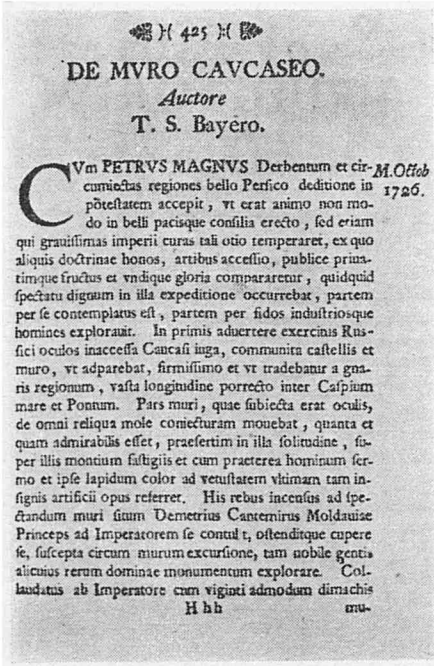 425
DE MVRO CAVCASEO.
Auctore
T. S. Bayero.
CVm PETRVS MAGNVS Derbentum et cir- M. Octob
cumiectas regiones bello Persico deditione in 1726.
potestatem accepit, vt erat animo non mo-
do in belli pacisque consilia erecto, sed etiam
qui grauissimas imperii curas tali otio temperaret, ex quo
aliquis doctrinae honos, artibus accessio, publice priua-
timque fructus et vndique gloria compararetur, quidquid
spectatu dignum in illa expeditione occurrebat, partem
per se contemplatus est, partem per fidos industriosque
homines explorauit. In primis aduertere exercitus Rus-
sici oculos inaccessa Caucasi iuga, communita castellis et
muro, vt adparebat, firmissimo et vt tradebatur a gna-
ris regionum, vasta longitudine porrecto inter Caspium
mare et Pontum. Pars muri, quae subiecta erat oculis,
de omni reliqua mole coniecturam mouebat, quanta et
quam admirabilis esset, praesertim in illa solitudine, su-
per illis montium fastigiis et cum praeterea hominum ser-
mo et ipse lapidum color ad vetustatem vltimam tam in-
signis artificii opus referret. His rebus incensus ad spe-
ctandum muri situm Demetrius Cantemirus Moldauiae
Princeps ad Imperatorem se contulit, ostenditque cupere
se, suscepta circum murum excursione, tam nobile gentis
alicuius rerum dominae monumentum explorare. Col-
laudatus ab Imperatore cum viginti admodum dimachis
H h h mu-